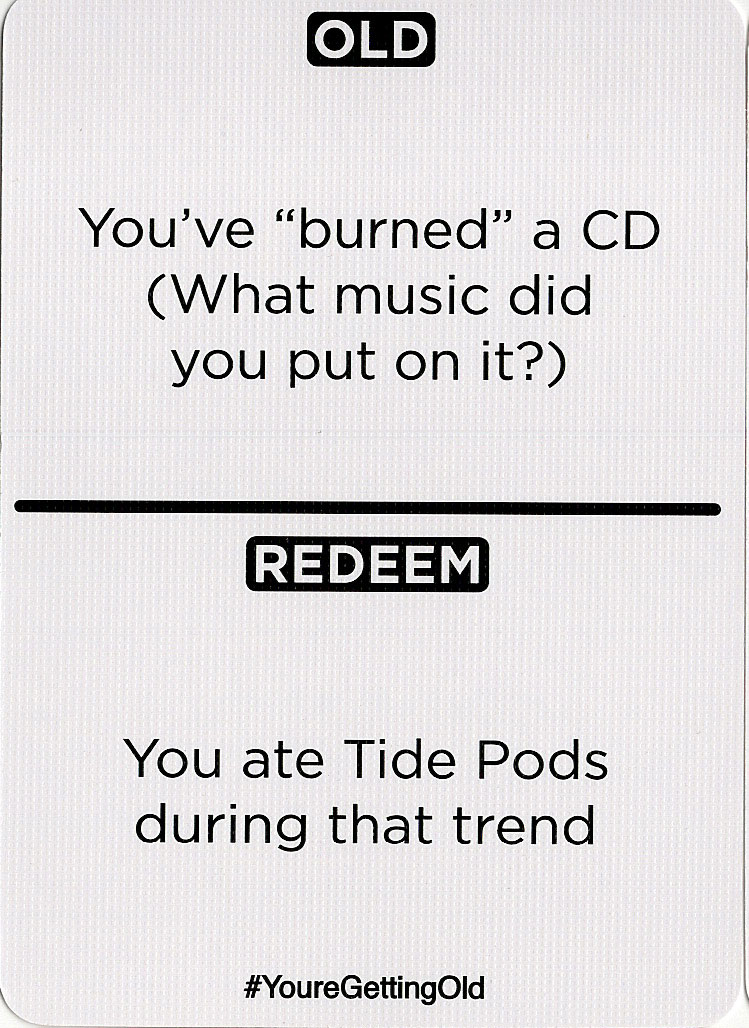 OLD
You’ve “burned” a CD
(What music did
you put on it?)
REDEEM
You ate Tide Pods
during that trend
#YoureGettingOld